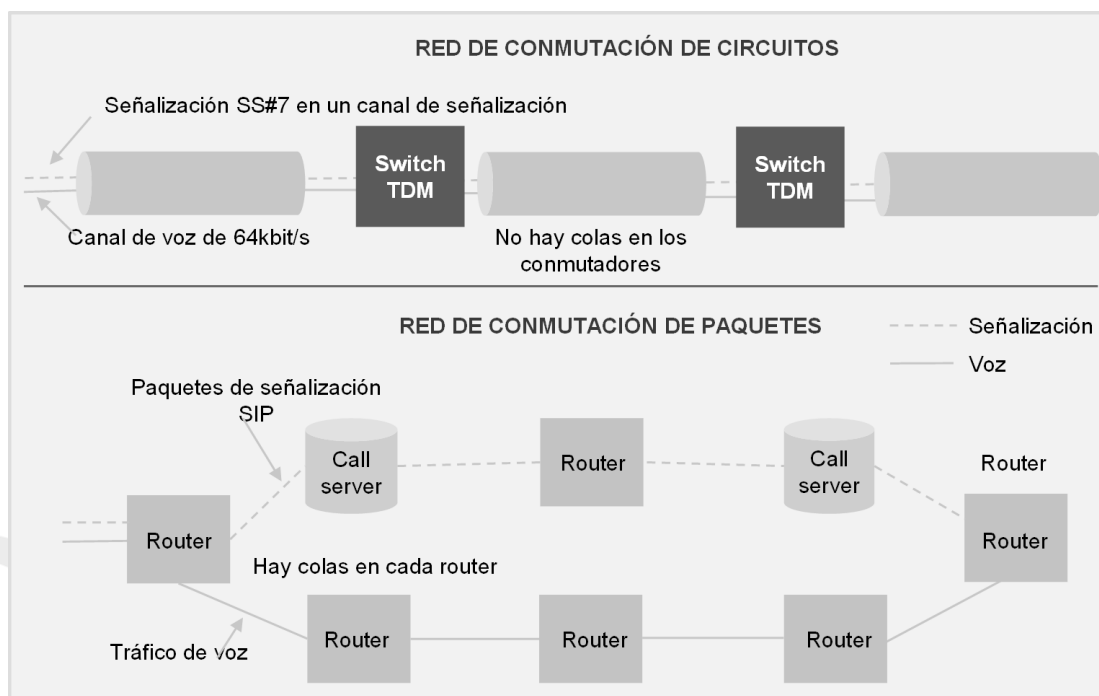 RED DE CONMUTACIÓN DE CIRCUITOS
Señalización SS#7 en un canal de señalización
Switch
TDM
Switch
TDM
Canal de voz de 64kbit/s
No hay colas en los
conmutadores
RED DE CONMUTACIÓN DE PAQUETES
Señalización
Voz
Paquetes de señalización
SIP
Call
server
Router
Call
server
Router
Router
Router
Hay colas en cada router
Router
Router
Router
Tráfico de voz